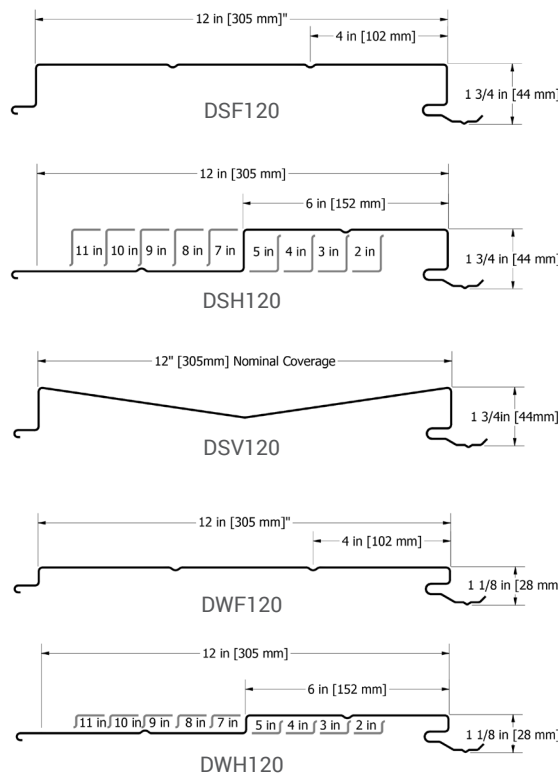 12 in [305 mm]"
4 in [102 mm]
1 3/4 in [44 mm]
DSF120
12 in [305 mm]
6 in [152 mm]
11 in 10 in 9 in 8 in 7 in 5 in 4 in 3 in 2 in
1 3/4 in [44 mm]
DSH120
12" [305mm] Nominal Coverage
1 3/4in [44mm]
DSV120
12 in [305 mm]"
4 in [102 mm]
1 1/8 in [28 mm
DWF120
12 in [305 mm]
6 in [152 mm]
11 in 10 in 9 in 8 in 7 in 5 in 4 in 3 in 2 in
1 1/8 in [28 mm]
DWH120